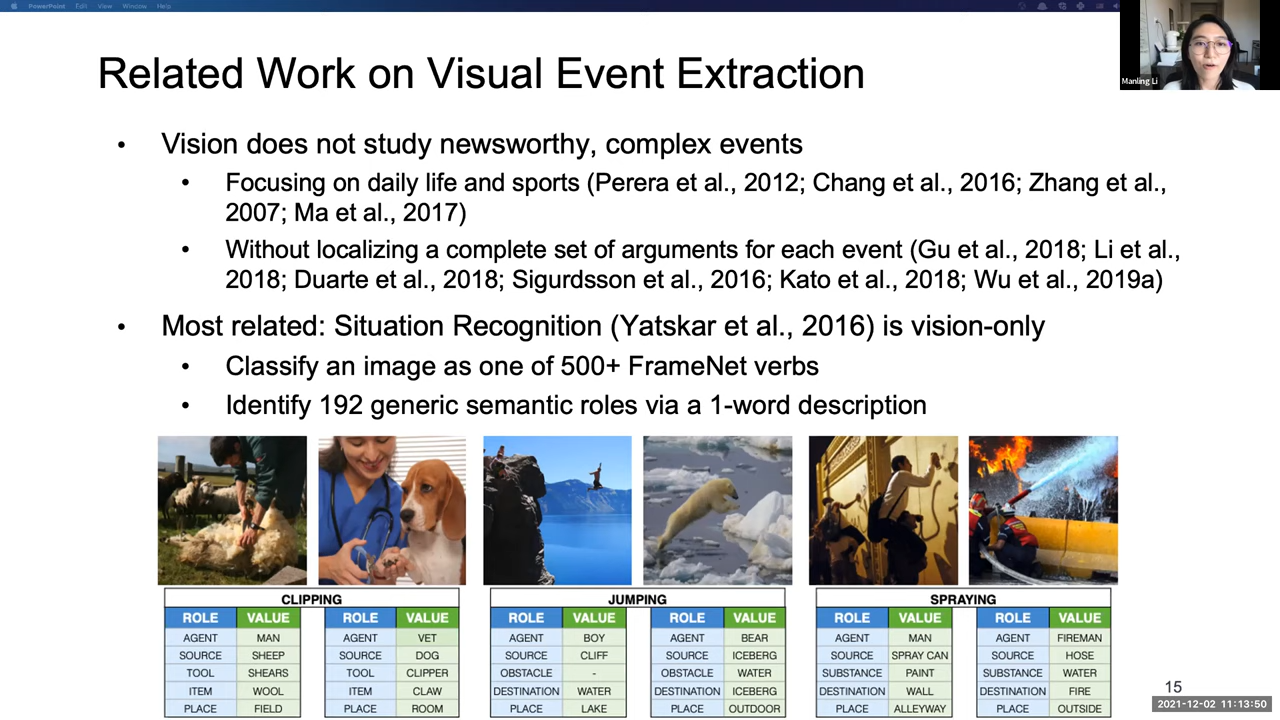 PowerPoint Edit View Window Help
Manling Li
Related Work on Visual Event Extraction
• Vision does not study newsworthy, complex events
• Focusing on daily life and sports (Perera et al., 2012; Chang et al., 2016; Zhang et al.,
2007; Ma et al., 2017)
• Without localizing a complete set of arguments for each event (Gu et al., 2018; Li et al.,
2018; Duarte et al., 2018; Sigurdsson et al., 2016; Kato et al., 2018; Wu et al., 2019a)
• Most related: Situation Recognition (Yatskar et al., 2016) is vision-only
• Classify an image as one of 500+ FrameNet verbs
• Identify 192 generic semantic roles via a 1-word description
CLIPPING JUMPING SPRAYING
ROLE VALUE ROLE VALUE ROLE VALUE ROLE VALUE ROLE VALUE ROLE VALUE
AGENT MAN AGENT VET AGENT BOY AGENT BEAR AGENT MAN AGENT FIREMAN
SOURCE SHEEP SOURCE DOG SOURCE CLIFF SOURCE ICEBERG SOURCE SPRAY CAN SOURCE HOSE
TOOL SHEARS TOOL CLIPPER OBSTACLE - OBSTACLE WATER SUBSTANCE PAINT SUBSTANCE WATER
ITEM WOOL ITEM CLAW DESTINATION WATER DESTINATION ICEBERG DESTINATION WALL DESTINATION FIRE
PLACE FIELD PLACE ROOM PLACE LAKE PLACE OUTDOOR PLACE ALLEYWAY PLACE OUTSIDE
15
2021-12-02 11:13:50